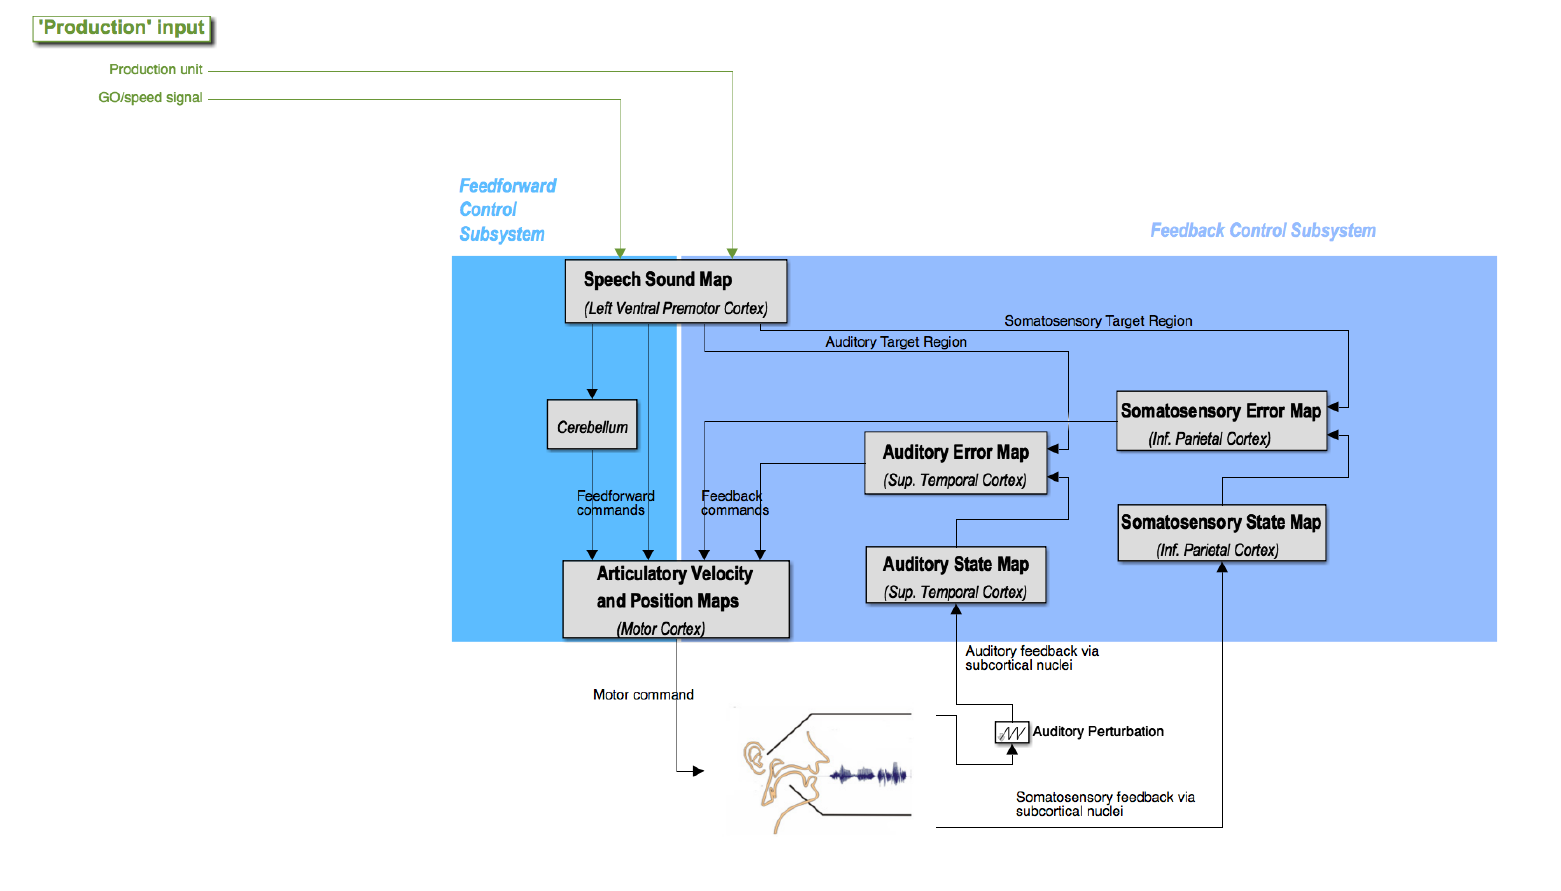 'Production' input
Production unit
GO/speed signal
Feedforward
Control
Subsystem
Feedback Control Subsystem
Speech Sound Map
(Left Ventral Premotor Cortex)
Somatosensory Target Region
Auditory Target Region
Cerebellum
Somatosensory Error Map
(Inf. Parietal Cortex)
Auditory Error Map
(Sup. Temporal Cortex)
Feedforward
commands
Feedback
commands
Somatosensory State Map
(Inf. Parietal Cortex)
Auditory State Map
(Sup. Temporal Cortex)
Articulatory Velocity
and Position Maps
(Motor Cortex)
Auditory feedback via
subcortical nuclei
Motor command
Auditory Perturbation
Somatosensory feedback via
subcortical nuclei